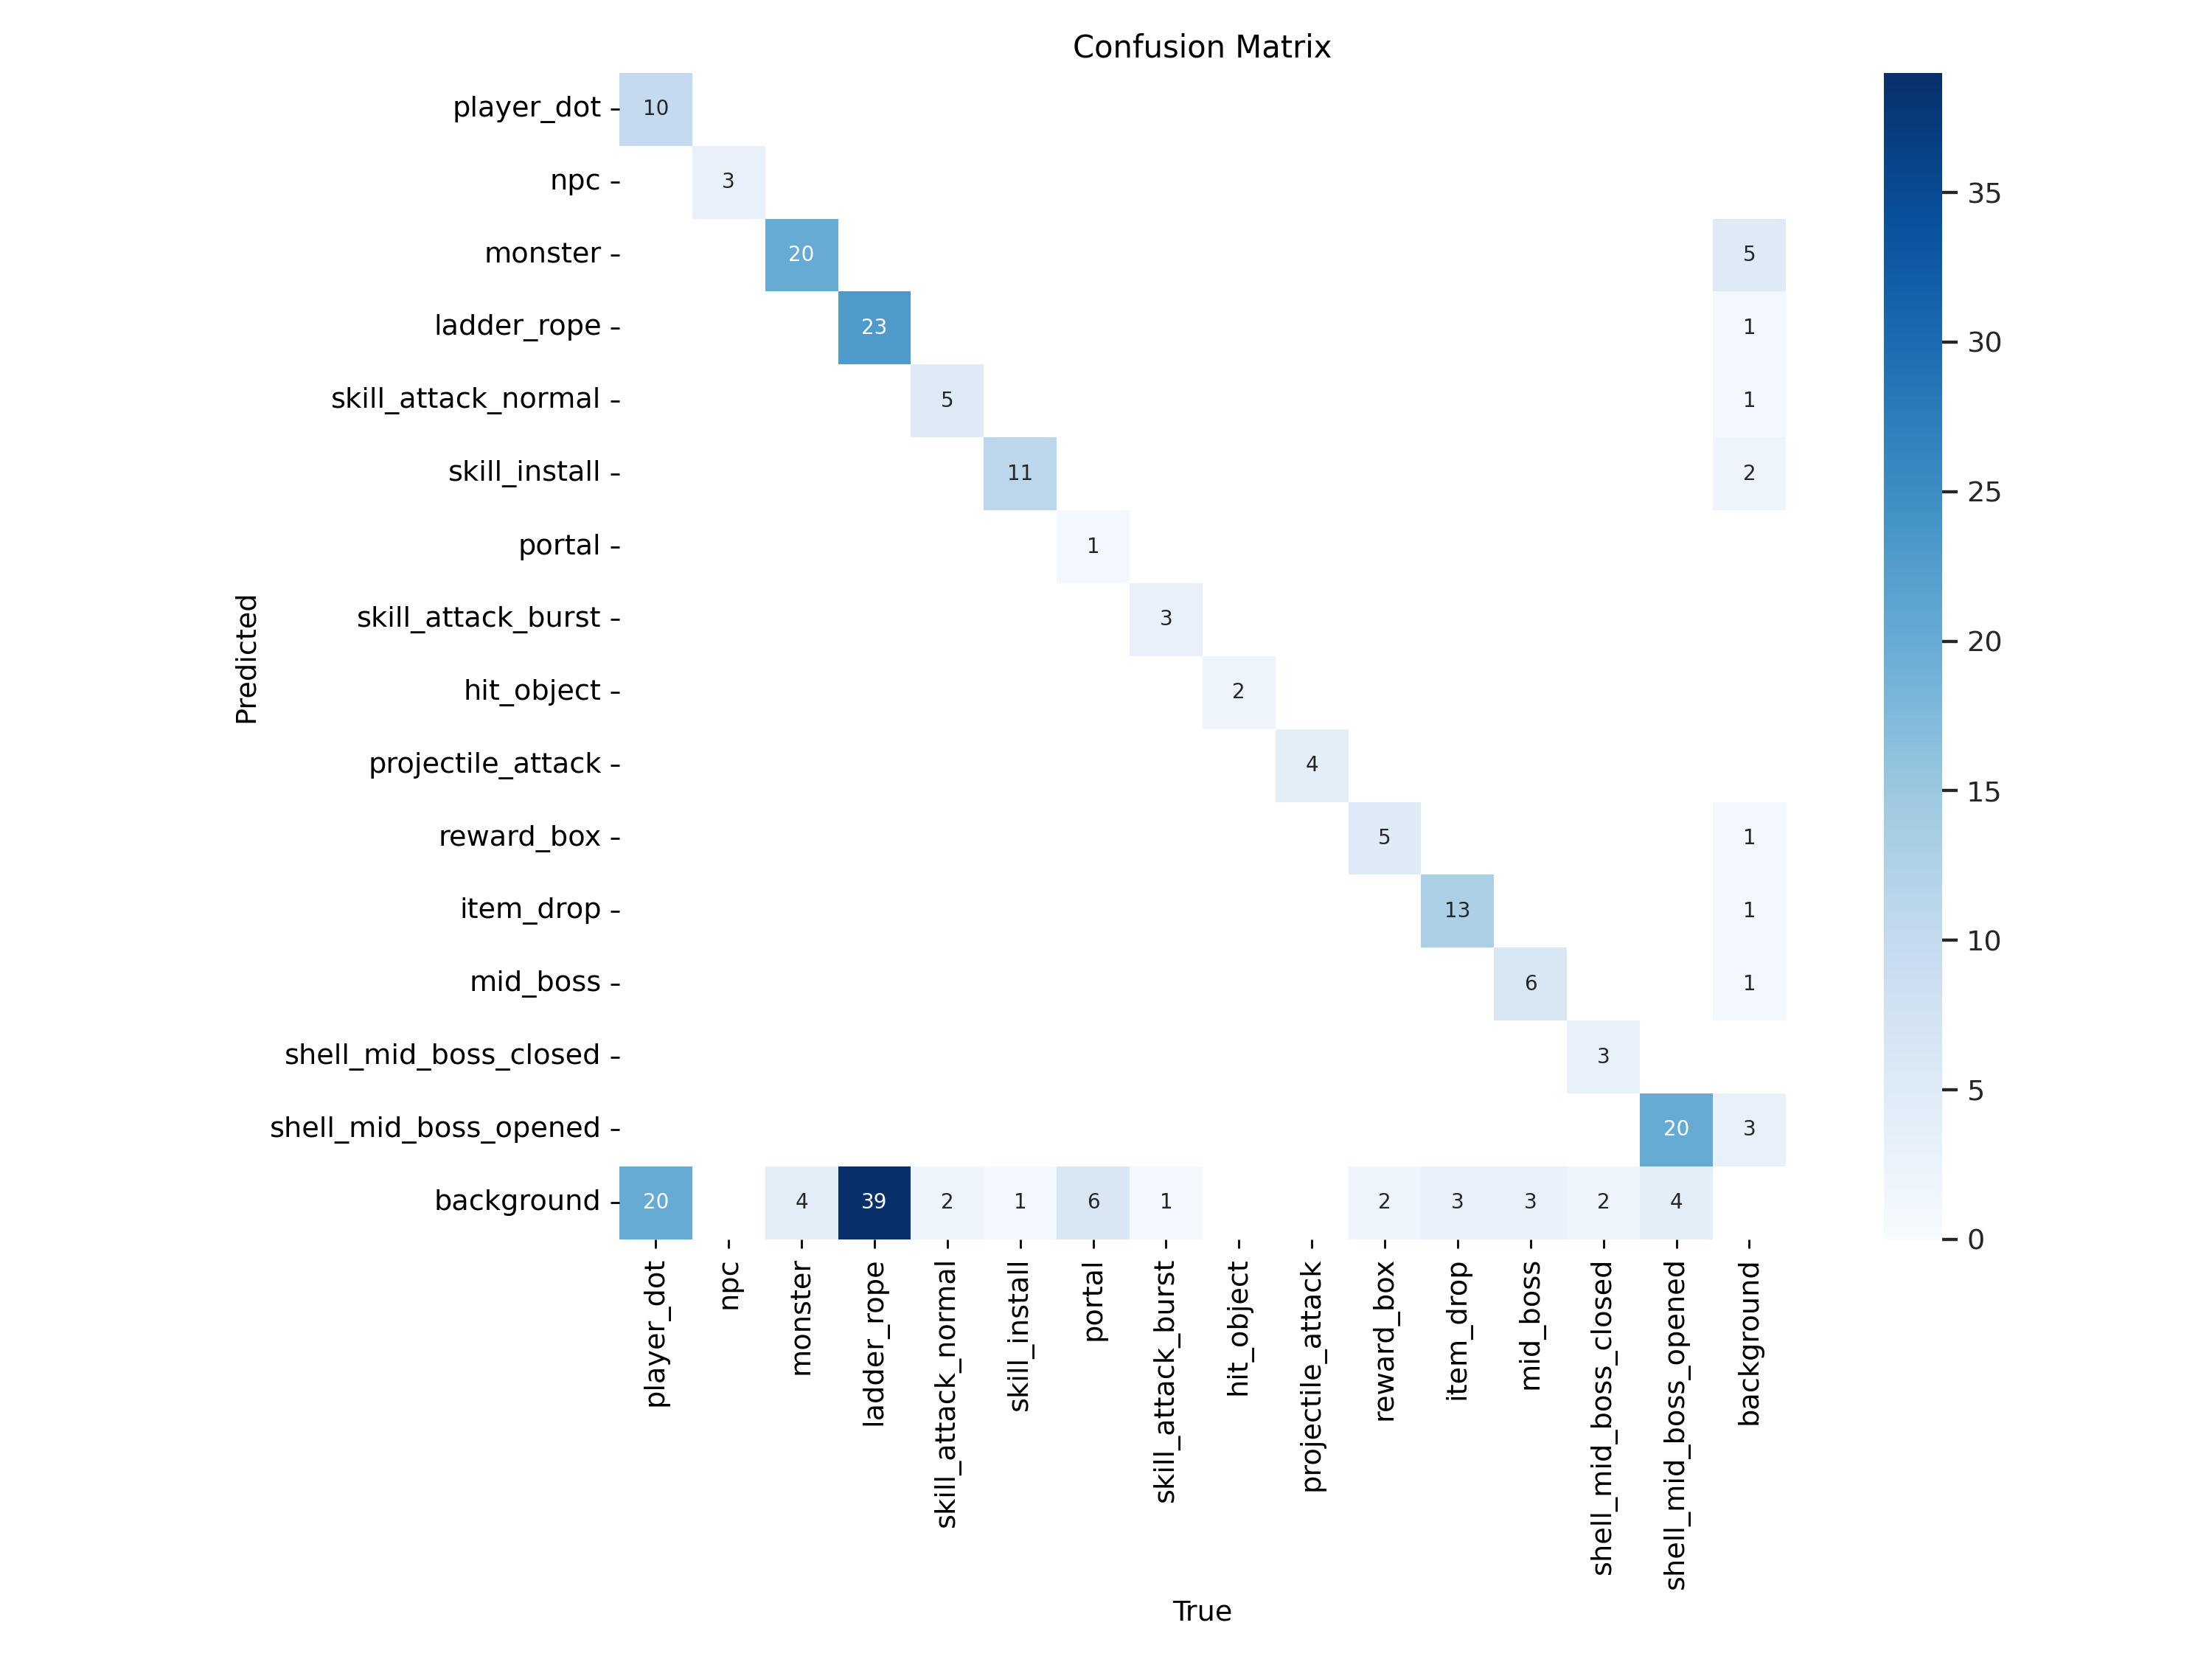 Confusion Matrix
player_dot 10
npc 3
monster 20 5
ladder_rope 23 1
skill_attack_normal 5 1
skill_install 11 2
portal 1
skill_attack_burst 3
hit_object 2
projectile_attack 4
reward_box 5 1
item_drop 13 1
mid_boss 6 1
shell_mid_boss_closed 3
shell_mid_boss_opened 20 3
background 20 4 39 2 1 6 1 2 3 3 2 4
Predicted
player_dot
npc
monster
ladder_rope
skill_attack_normal
skill_install
portal
skill_attack_burst
hit_object
projectile_attack
reward_box
item_drop
mid_boss
shell_mid_boss_closed
shell_mid_boss_opened
background
True
35
30
25
20
15
10
5
0